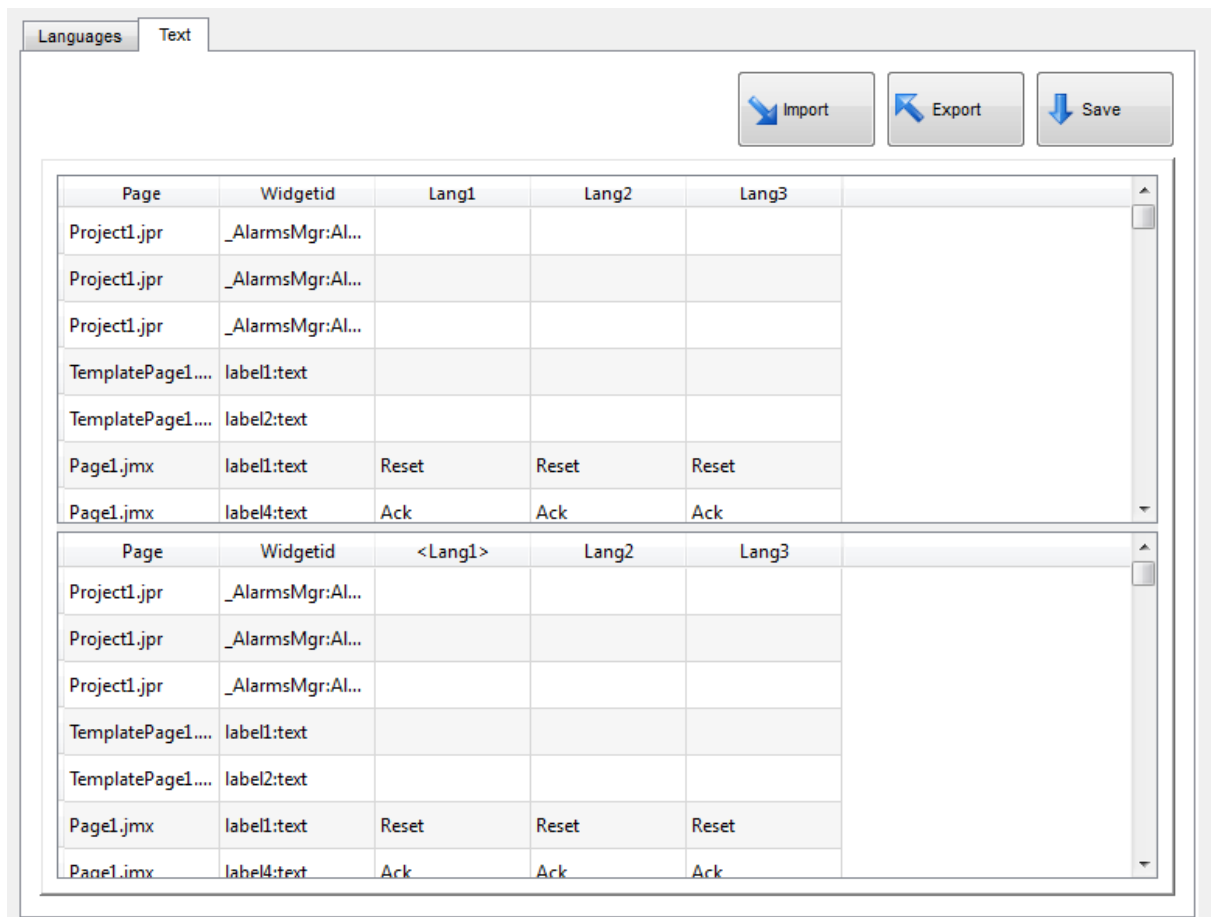 Languages Text
Import Export Save
Page Widgetid Lang1 Lang2 Lang3
Project1.jpr _AlarmsMgr:Al...
Project1.jpr _AlarmsMgr:Al...
Project1.jpr _AlarmsMgr:Al...
TemplatePage1.... label1:text
TemplatePage1.... label2:text
Page1.jmx label1:text Reset Reset Reset
Page1.jmx label4:text Ack Ack Ack
Page Widgetid <Lang1> Lang2 Lang3
Project1.jpr _AlarmsMgr:Al...
Project1.jpr _AlarmsMgr:Al...
Project1.jpr _AlarmsMgr:Al...
TemplatePage1.... label1:text
TemplatePage1.... label2:text
Page1.jmx label1:text Reset Reset Reset
Page1.jmx label4:text Ack Ack Ack